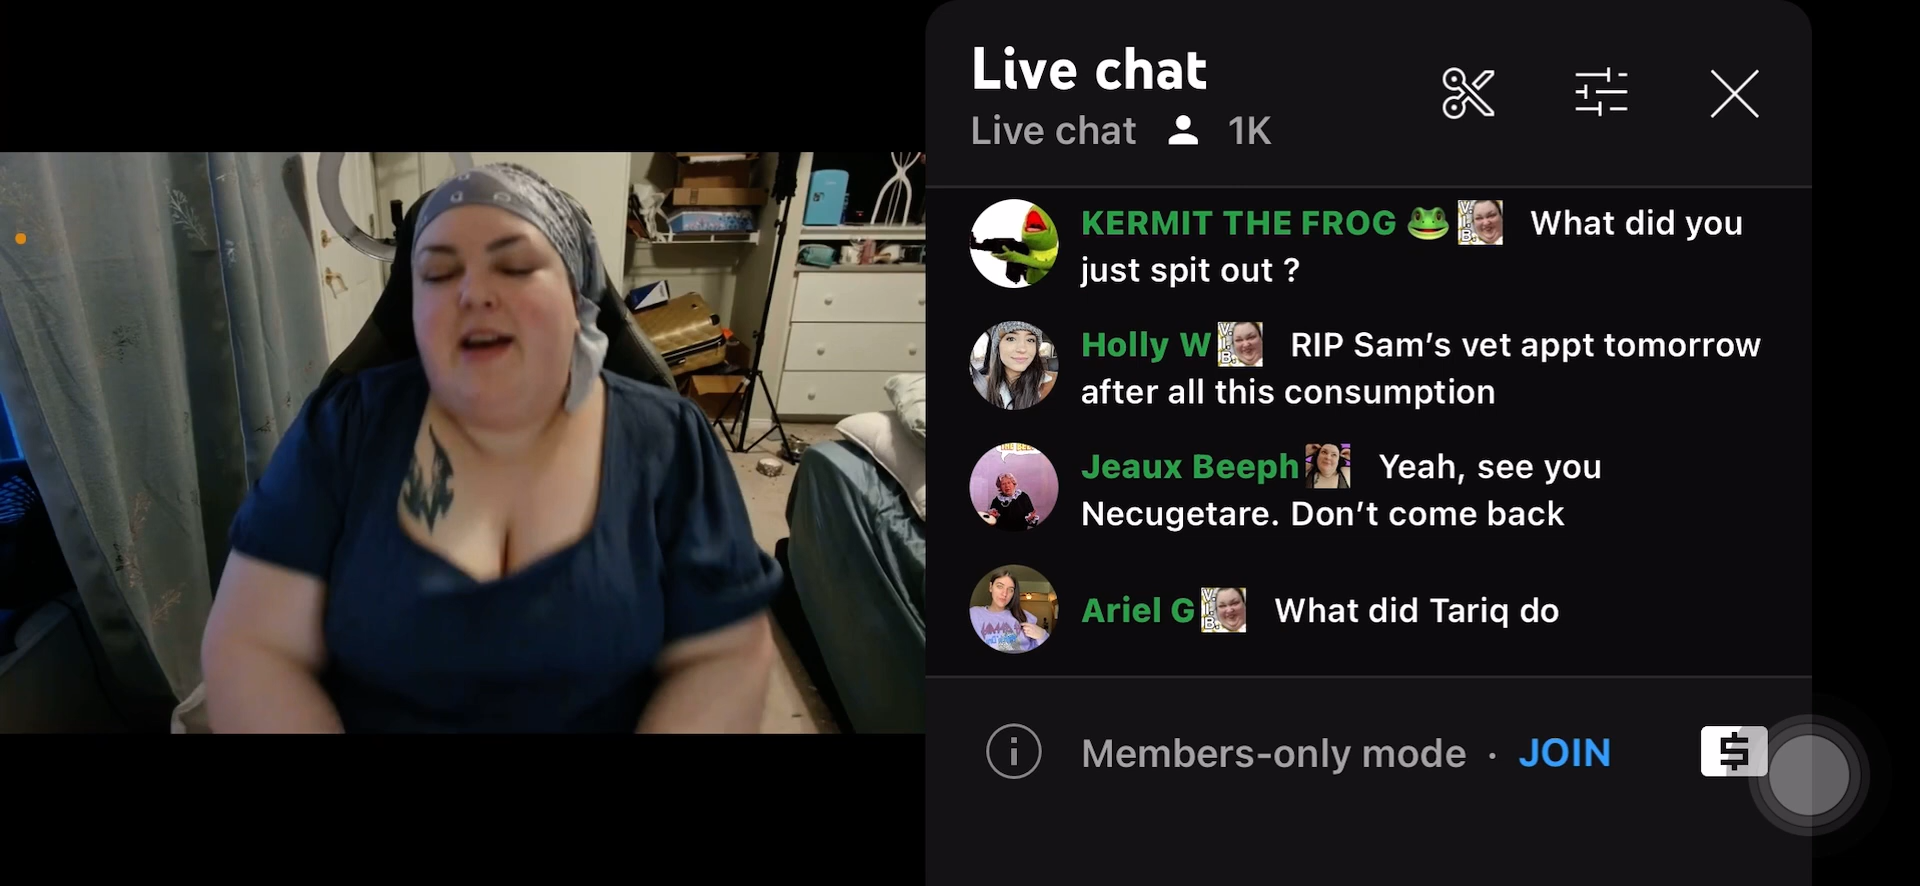 Live chat
Live chat 1K
KERMIT THE FROG 🐸 What did you
just spit out ?
Holly W RIP Sam’s vet appt tomorrow
after all this consumption
Jeaux Beeph Yeah, see you
Necugetare. Don’t come back
Ariel G What did Tariq do
Members-only mode · JOIN
$